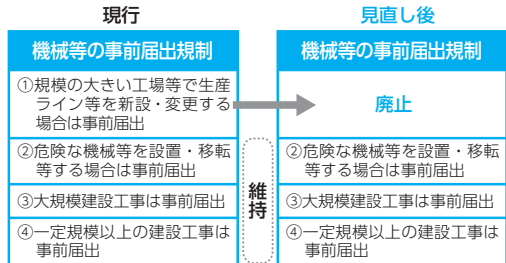 現行
機械等の事前届出規制
①規模の大きい工場等で生産
ライン等を新設・変更する
場合は事前届出
②危険な機械等を設置・移転
等する場合は事前届出
③大規模建設工事は事前届出
④一定規模以上の建設工事は
事前届出
維持
見直し後
機械等の事前届出規制
廃止
②危険な機械等を設置・移転
等する場合は事前届出
③大規模建設工事は事前届出
④一定規模以上の建設工事は
事前届出